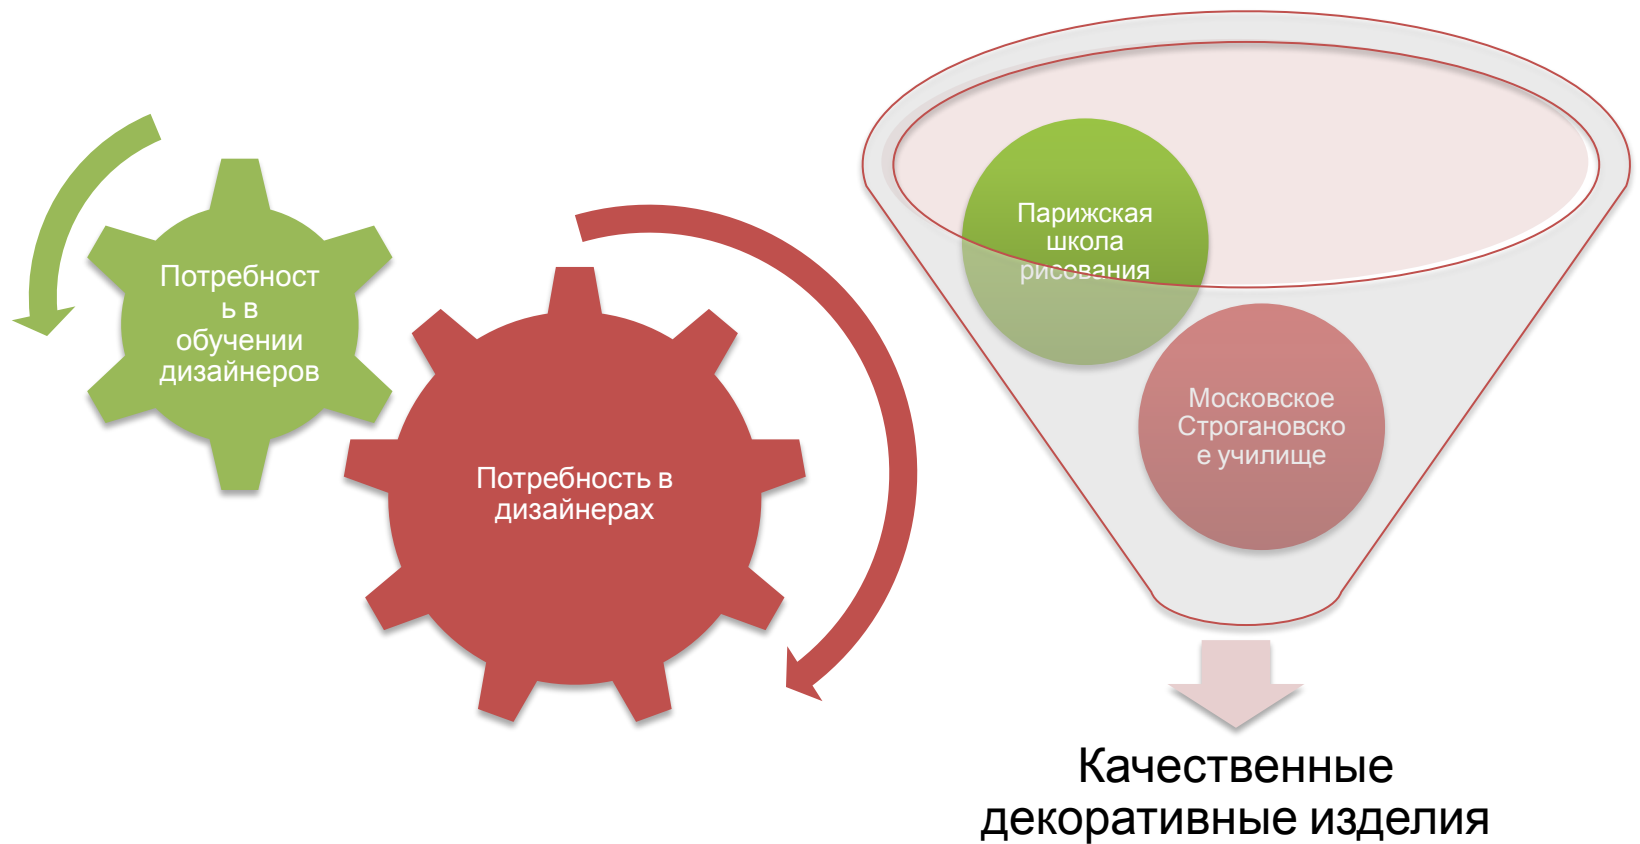 Потребност
ь в
обучении
дизайнеров
Потребность в
дизайнерах
Парижская
школа
рисования
Московское
Строгановско
е училище
Качественные
декоративные изделия